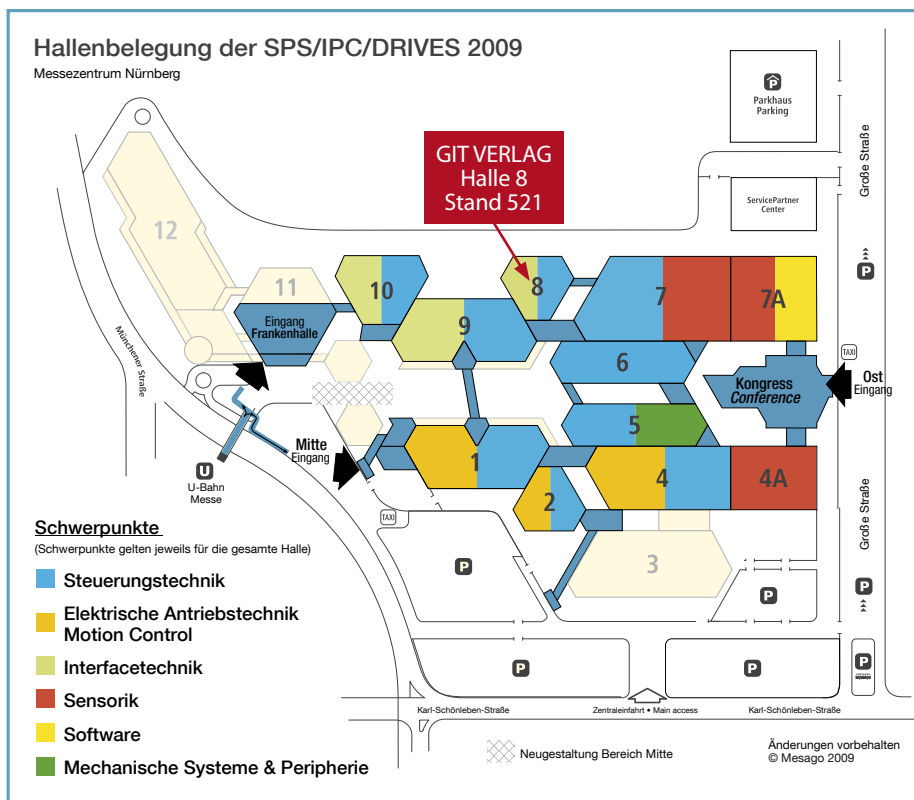 Hallenbelegung der SPS/IPC/DRIVES 2009
Messezentrum Nürnberg
P
Parkhaus
Parking
Große Straße
GIT VERLAG
Halle 8
Stand 521
ServicePartner
Center
12
11
10
9
8
7
7A
P
Eingang
Frankenhalle
Münchener Straße
6
TAXI
Kongress
Conference
Ost
Eingang
5
Mitte
Eingang
1
4
4A
2
U
U-Bahn
Messe
TAXI
3
Große Straße
P
P
P
Schwerpunkte
(Schwerpunkte gelten jeweils für die gesamte Halle)
Steuerungstechnik
Elektrische Antriebstechnik
Motion Control
Interfacetechnik
Sensorik
Software
Mechanische Systeme & Peripherie
P
P
P
Karl-Schönleben-Straße
Zentraleinfahrt • Main access
Karl-Schönleben-Straße
Neugestaltung Bereich Mitte
Änderungen vorbehalten
© Mesago 2009